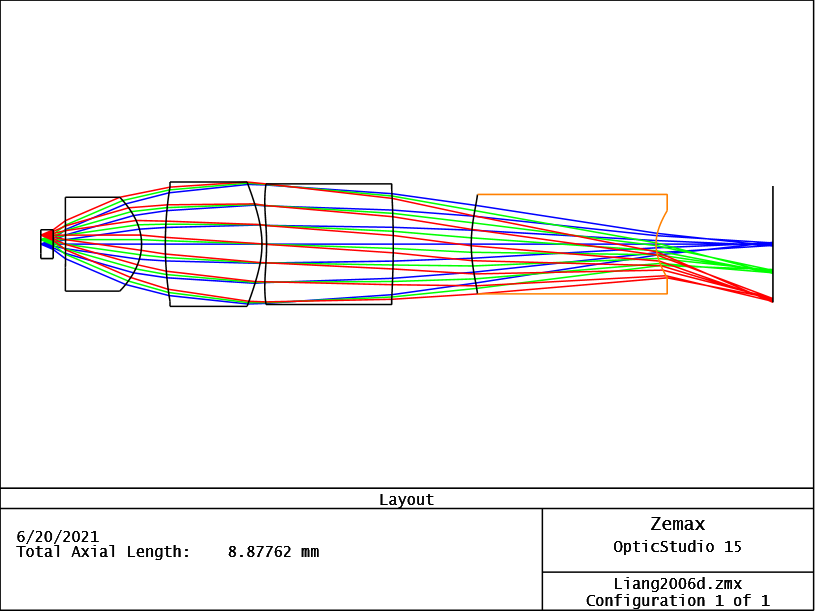 Layout
6/20/2021
Total Axial Length:    8.87762 mm
Zemax
OpticStudio 15
Liang2006d.zmx
Configuration 1 of 1